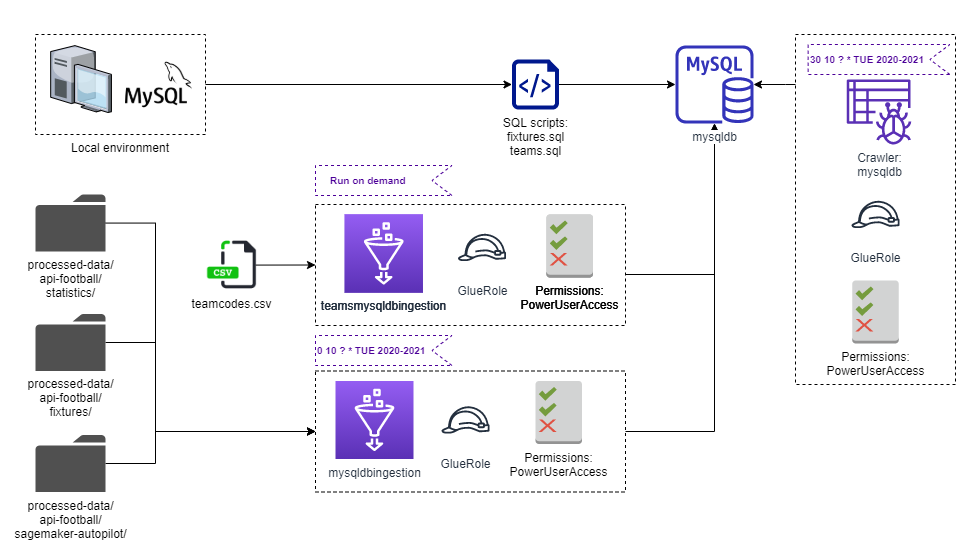 MySQL
Local environment
SQL scripts:
fixtures.sql
teams.sql
MySQL
mysqldb
30 10 ? * TUE 2020-2021
Crawler:
mysqldb
GlueRole
Permissions:
PowerUserAccess
processed-data/
api-football/
statistics/
processed-data/
api-football/
fixtures/
processed-data/
api-football/
sagemaker-autopilot/
CSV
teamcodes.csv
Run on demand
teamsmysqldbingestion
GlueRole
Permissions:
PowerUserAccess
0 10 ? * TUE 2020-2021
mysqldbingestion
GlueRole
Permissions:
PowerUserAccess